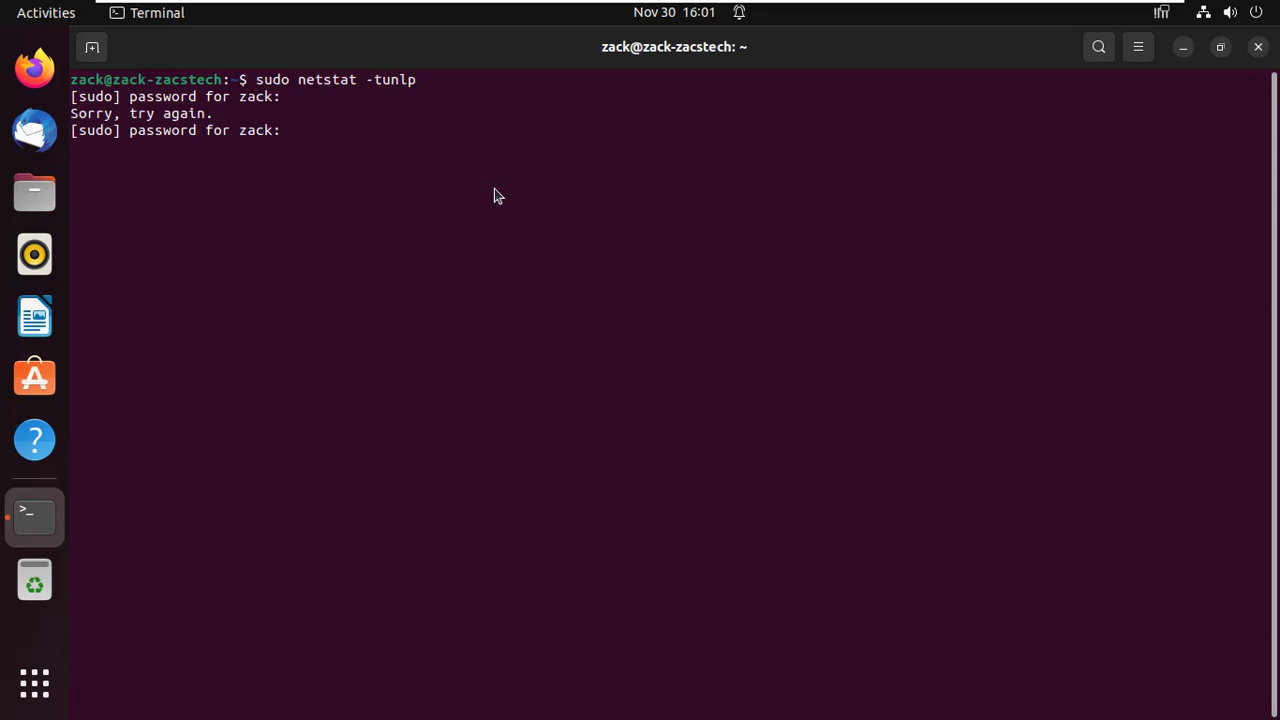 Activities
Terminal
Nov 30 16:01
zack@zack-zacstech: ~
zack@zack-zacstech:~$ sudo netstat -tunlp
[sudo] password for zack:
Sorry, try again.
[sudo] password for zack: